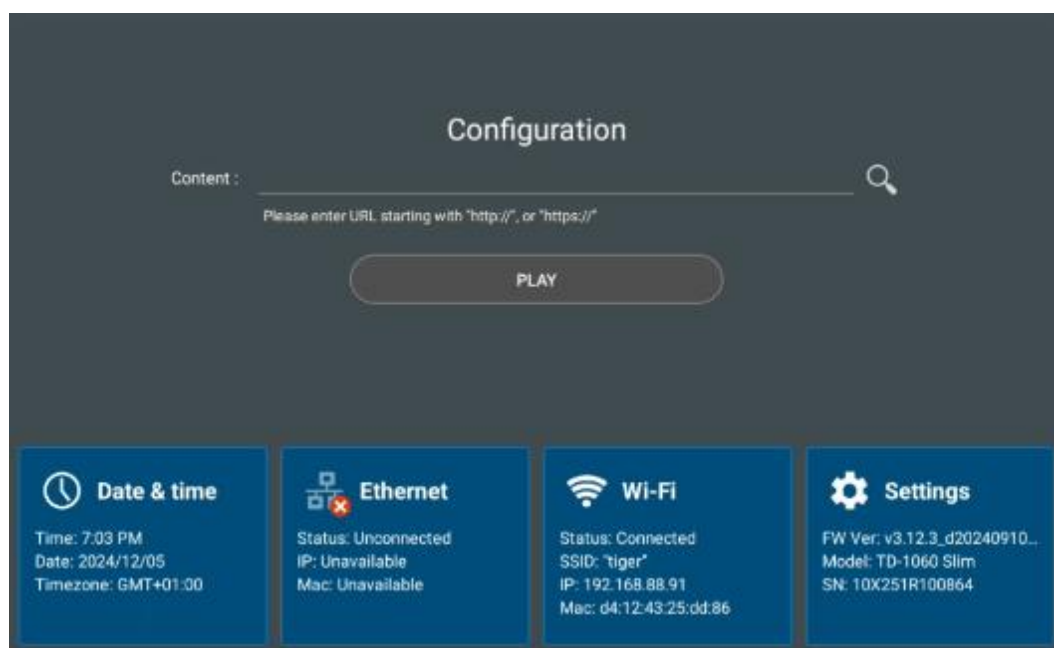 Configuration
Content :
Please enter URL starting with "http://", or "https://"
PLAY
Date & time
Time: 7:03 PM
Date: 2024/12/05
Timezone: GMT+01:00
Ethernet
Status: Unconnected
IP: Unavailable
Mac: Unavailable
Wi-Fi
Status: Connected
SSID: "tiger"
IP: 192.168.88.91
Mac: d4:12:43:25:dd:86
Settings
FW Ver: v3.12.3_d20240910...
Model: TD-1060 Slim
SN: 10X251R100864